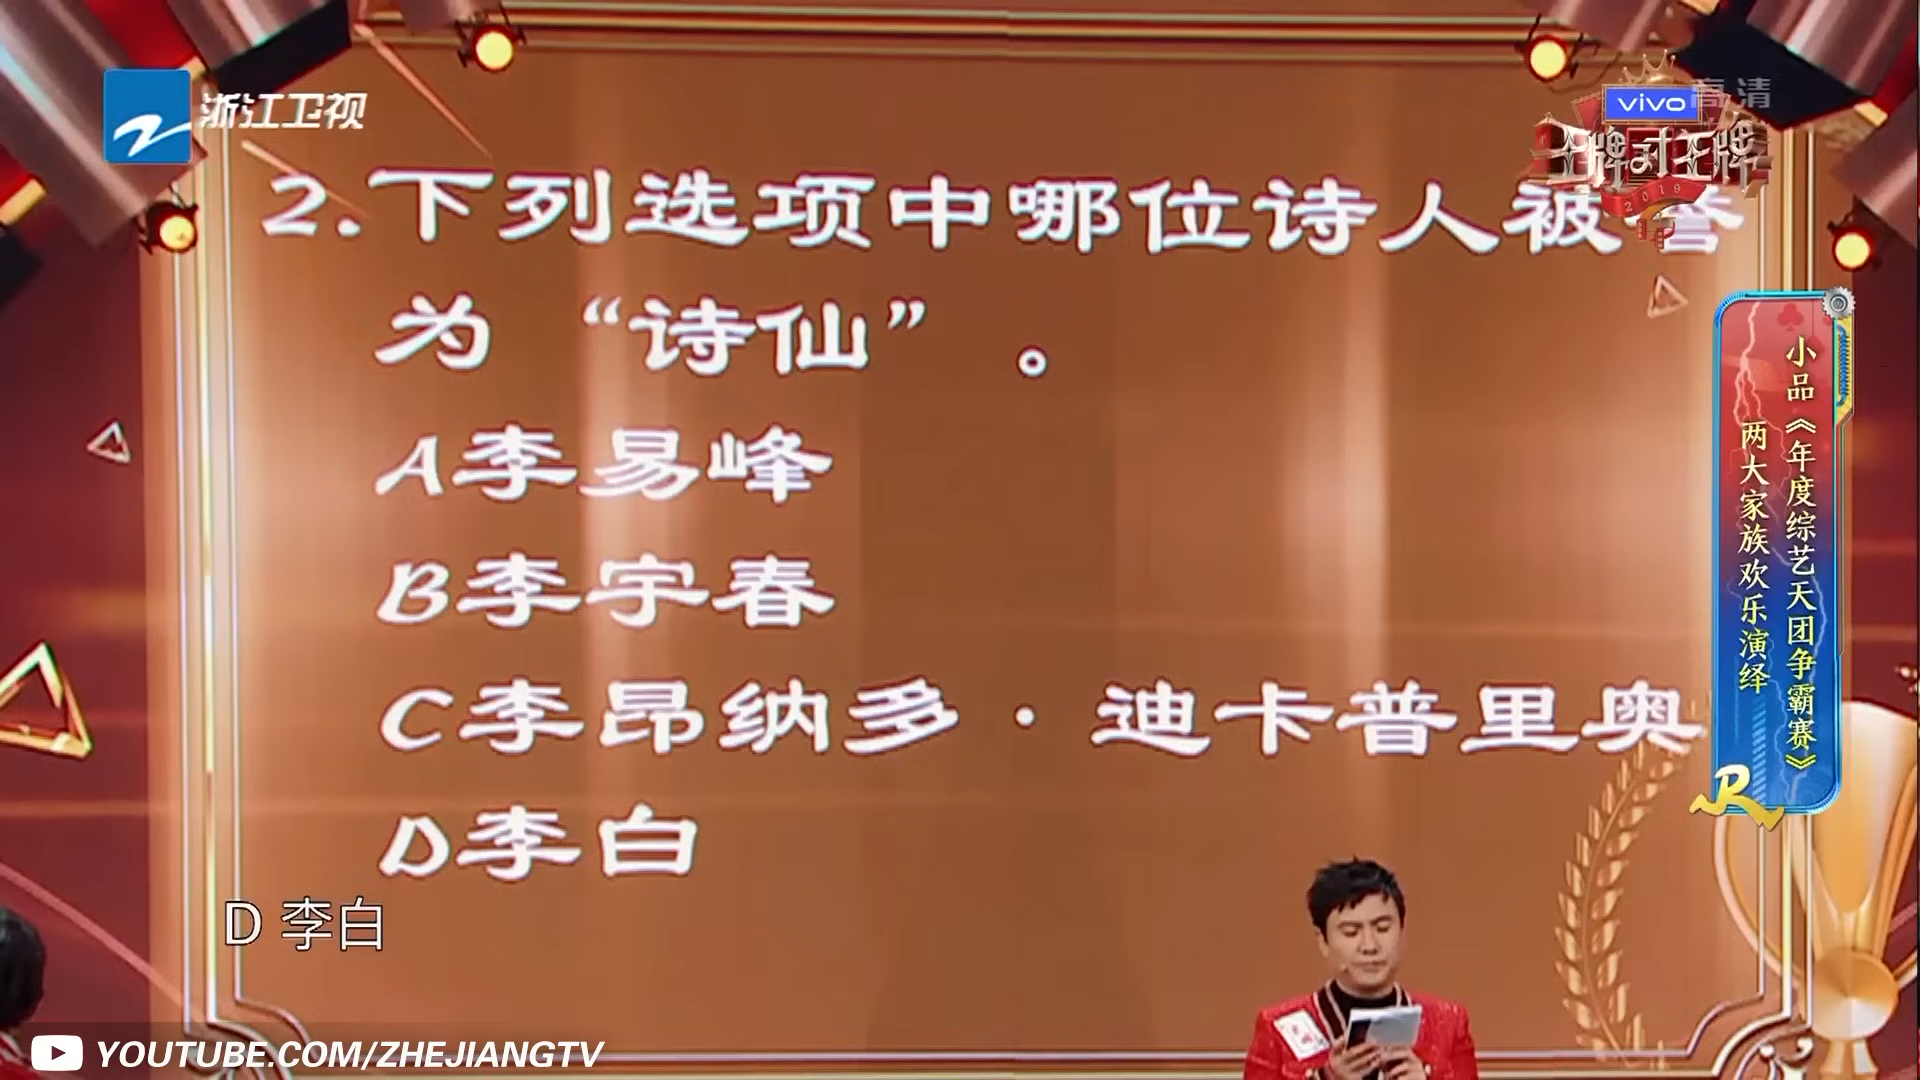 浙江卫视
高清
vivo
王牌对王牌
2019
2.下列选项中哪位诗人被誉
为 “诗仙” 。
A李易峰
B李宇春
C李昂纳多·迪卡普里奥
D李白
小品《年度综艺天团争霸赛》
两大家族欢乐演绎
D 李白
YOUTUBE.COM/ZHEJIANGTV